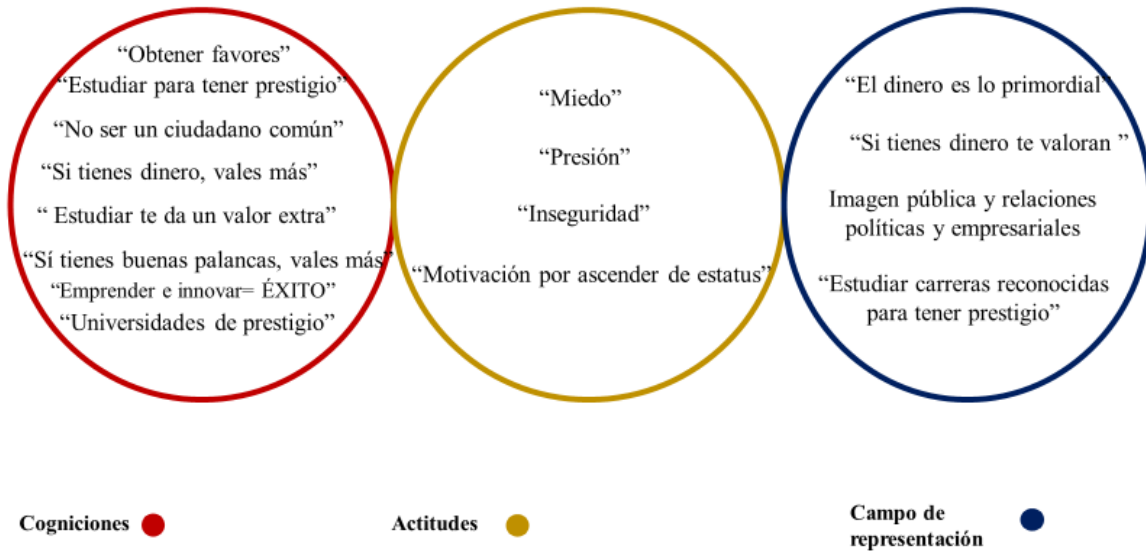 “Obtener favores”
“Estudiar para tener prestigio”
“No ser un ciudadano común”
“Si tienes dinero, vales más”
“ Estudiar te da un valor extra”
“Sí tienes buenas palancas, vales más”
“Emprender e innovar= ÉXITO”
“Universidades de prestigio”
“Miedo”
“Presión”
“Inseguridad”
“Motivación por ascender de estatus”
“El dinero es lo primordial”
“Si tienes dinero te valoran ”
Imagen pública y relaciones
políticas y empresariales
“Estudiar carreras reconocidas
para tener prestigio”
Cogniciones
Actitudes
Campo de
representación